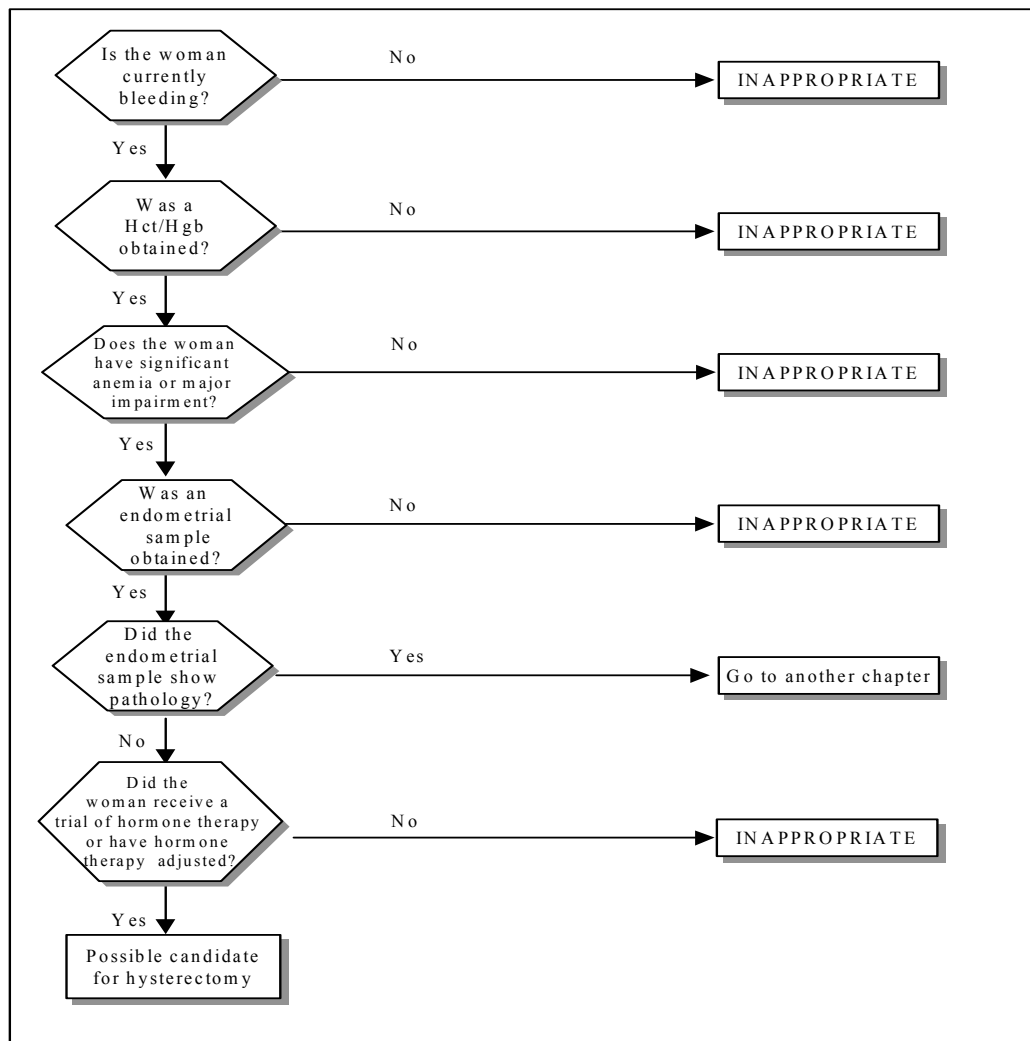 Is the woman
currently
bleeding?
No
INAPPROPRIATE
Yes
Was a
Hct/Hgb
obtained?
No
INAPPROPRIATE
Yes
Does the woman
have significant
anemia or major
impairment?
No
INAPPROPRIATE
Yes
Was an
endometrial
sample
obtained?
No
INAPPROPRIATE
Yes
Did the
endometrial
sample show
pathology?
Yes
Go to another chapter
No
Did the
woman receive a
trial of hormone therapy
or have hormone
therapy adjusted?
No
INAPPROPRIATE
Yes
Possible candidate
for hysterectomy